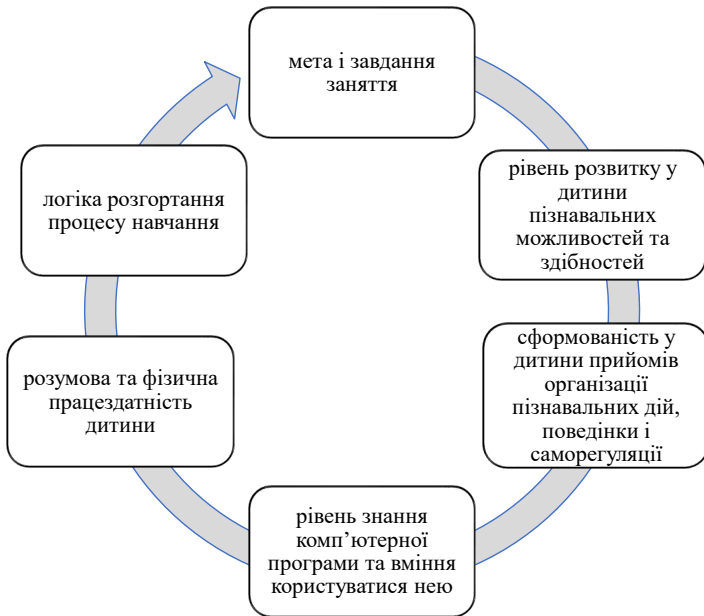 мета і завдання
заняття
рівень розвитку у
дитини
пізнавальних
можливостей та
здібностей
сформованість у
дитини прийомів
організації
пізнавальних дій,
поведінки і
саморегуляції
рівень знання
комп’ютерної
програми та вміння
користуватися нею
розумова та фізична
працездатність
дитини
логіка розгортання
процесу навчання